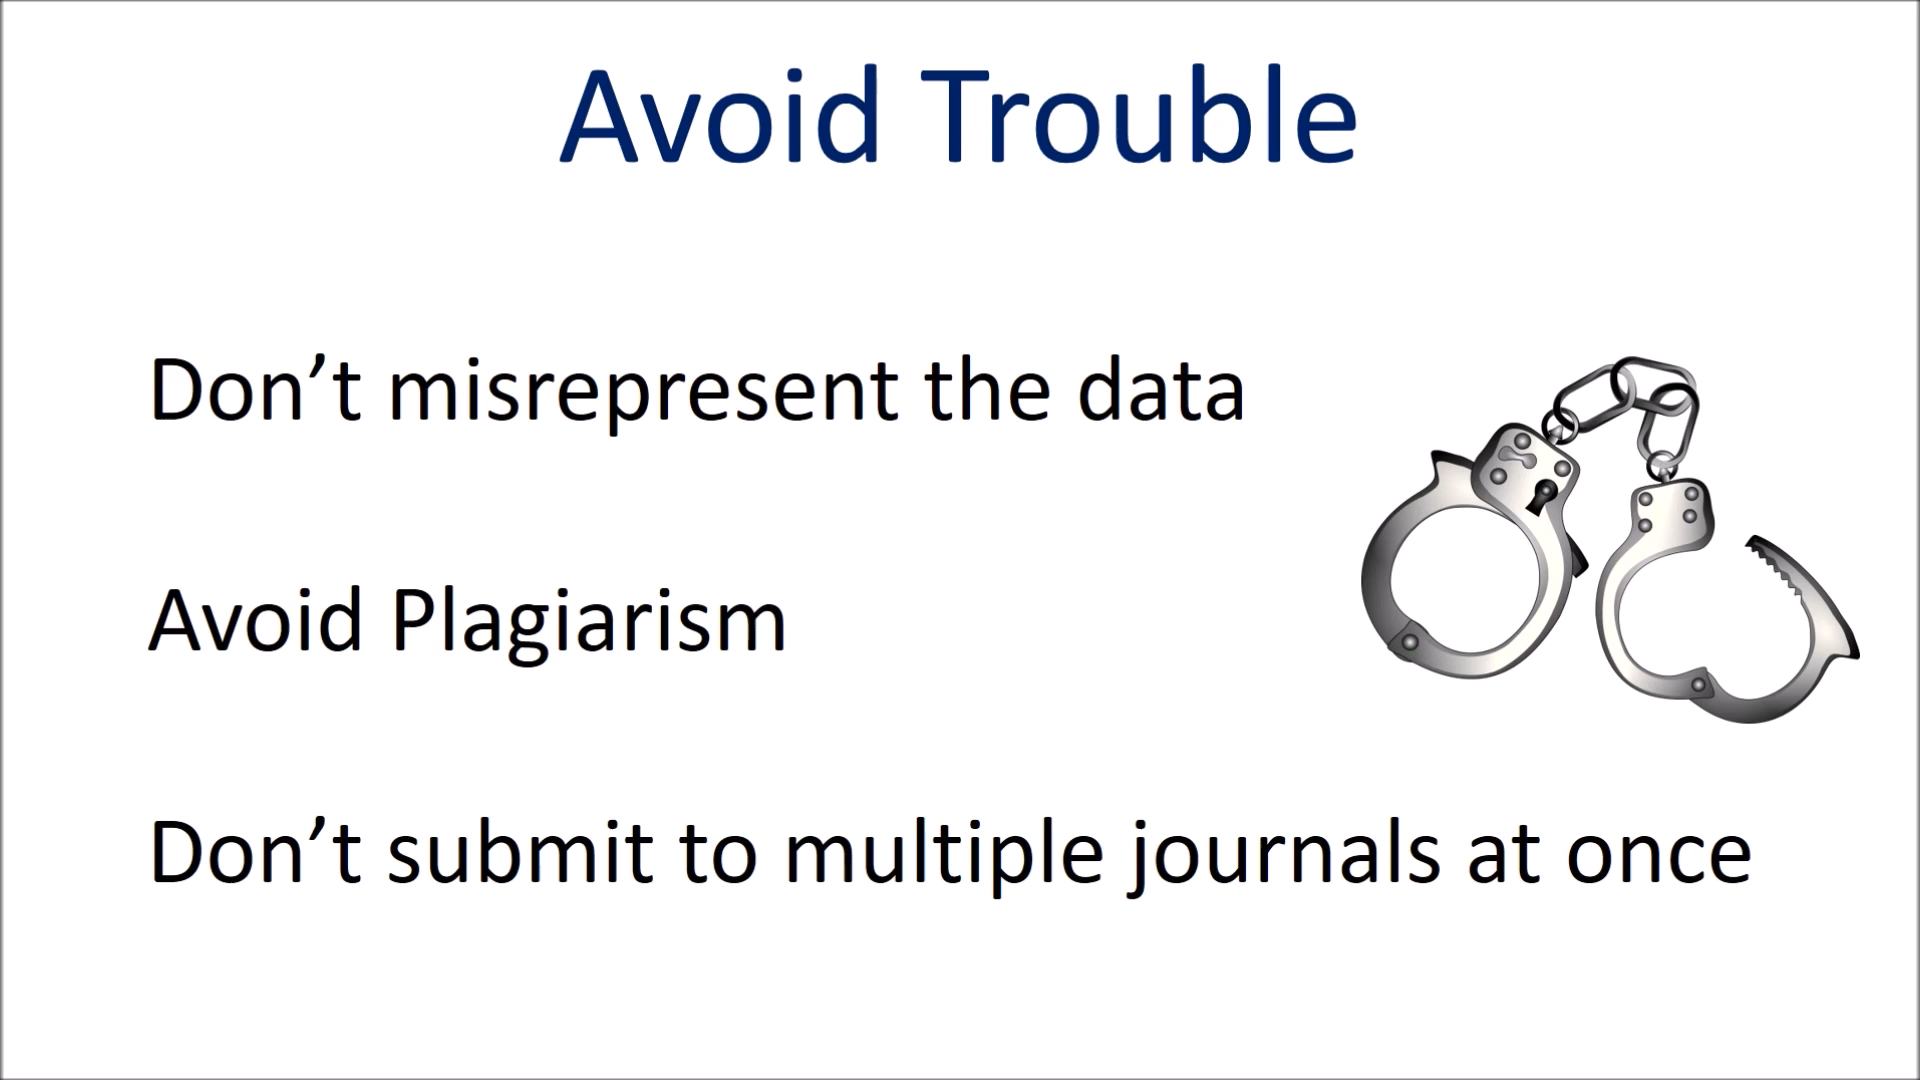 Avoid Trouble
Don’t misrepresent the data
Avoid Plagiarism
Don’t submit to multiple journals at once